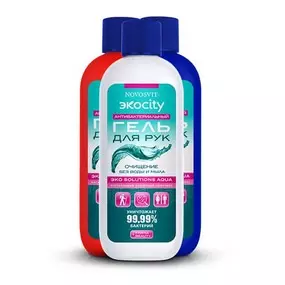 NOVOSVIT
ЭКОCITY
АНТИБАКТЕРИАЛЬНЫЙ
ГЕЛЬ
ДЛЯ РУК
ОЧИЩЕНИЕ
БЕЗ ВОДЫ И МЫЛА
ЭКО SOLUTIONS AQUA
УНИЧТОЖАЕТ
99.99%
БАКТЕРИЙ